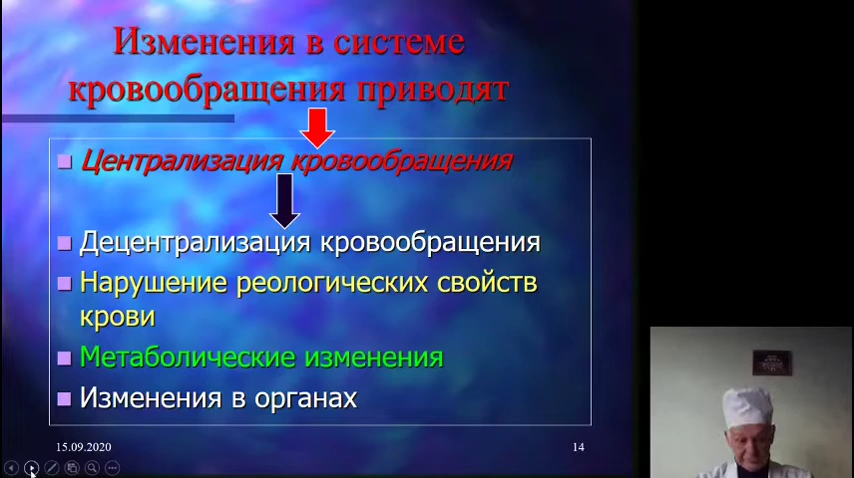 Изменения в системе
кровообращения приводят
Централизация кровообращения
Децентрализация кровообращения
Нарушение реологических свойств
крови
Метаболические изменения
Изменения в органах
15.09.2020
14